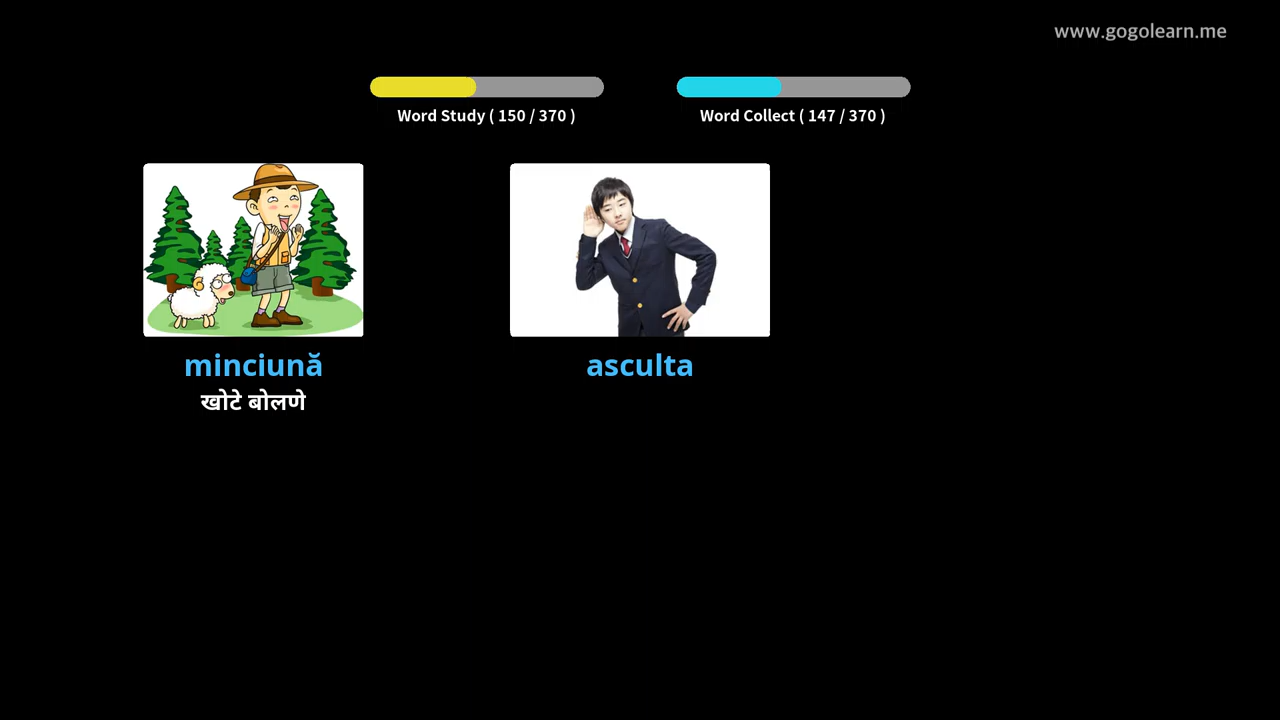 www.gogolearn.me
Word Study ( 150 / 370 )
Word Collect ( 147 / 370 )
minciună
खोटे बोलणे
asculta